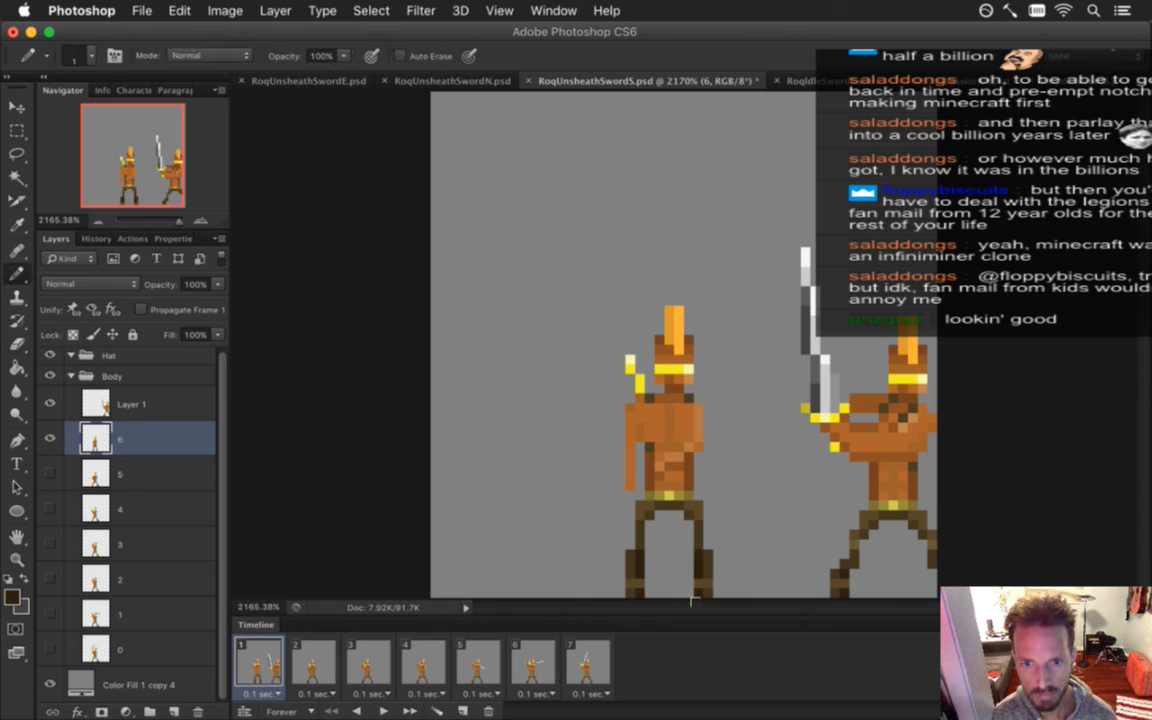 Photoshop File Edit Image Layer Type Select Filter 3D View Window Help
Adobe Photoshop CS6
1 Mode: Normal Opacity: 100% Auto Erase
RoqUnsheathSwordE.psd RoqUnsheathSwordN.psd RoqUnsheathSwordS.psd @ 2170% (6, RGB/8*) *
Navigator Info Characte Paragra
2165.38%
Layers History Actions Propertie
Kind
Normal Opacity: 100%
Unify: Propagate Frame 1
Lock: Fill: 100%
Hat
Body
Layer 1
6
5
4
3
2
1
0
Color Fill 1 copy 4
Forever
2165.38% Doc: 7.92K/91.7K
Timeline
1 2 3 4 5 6 7
0.1 sec. 0.1 sec. 0.1 sec. 0.1 sec. 0.1 sec. 0.1 sec. 0.1 sec.
half a billion
saladdongs : oh, to be able to
back in time and pre-empt notch
making minecraft first
saladdongs : and then parlay
into a cool billion years later
saladdongs : or however much
got, I know it was in the billions
floppybiscuits : but then
have to deal with the legions
fan mail from 12 year olds for
rest of your life
saladdongs : yeah, minecraft
an infiniminer clone
saladdongs : @floppybiscuits,
but idk, fan mail from kids would
annoy me
lookin' good